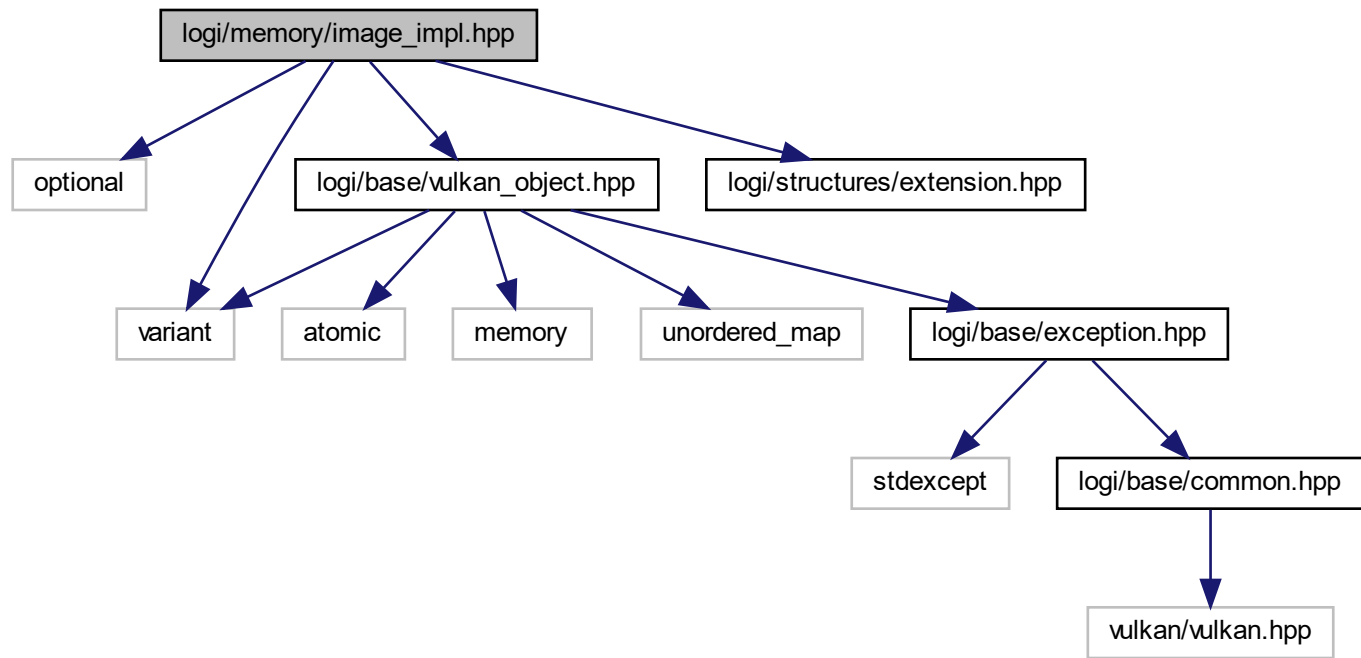 logi/memory/image_impl.hpp
optional
logi/base/vulkan_object.hpp
logi/structures/extension.hpp
variant
atomic
memory
unordered_map
logi/base/exception.hpp
stdexcept
logi/base/common.hpp
vulkan/vulkan.hpp